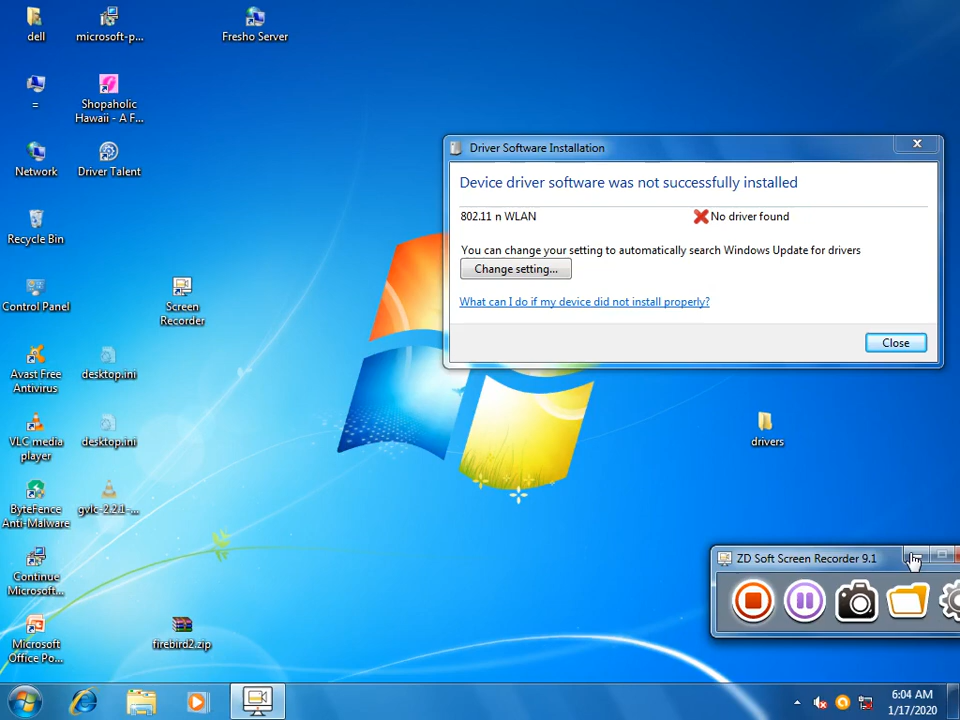 dell
microsoft-p...
Fresho Server
=
Shopaholic
Hawaii - A F...
Network
Driver Talent
Recycle Bin
Control Panel
Screen
Recorder
Avast Free
Antivirus
desktop.ini
VLC media
player
desktop.ini
ByteFence
Anti-Malware
gvlc-2.2.1-...
Continue
Microsoft...
Microsoft
Office Po...
firebird2.zip
Driver Software Installation
Device driver software was not successfully installed
802.11 n WLAN
No driver found
You can change your setting to automatically search Windows Update for drivers
Change setting...
What can I do if my device did not install properly?
Close
drivers
ZD Soft Screen Recorder 9.1
6:04 AM
1/17/2020